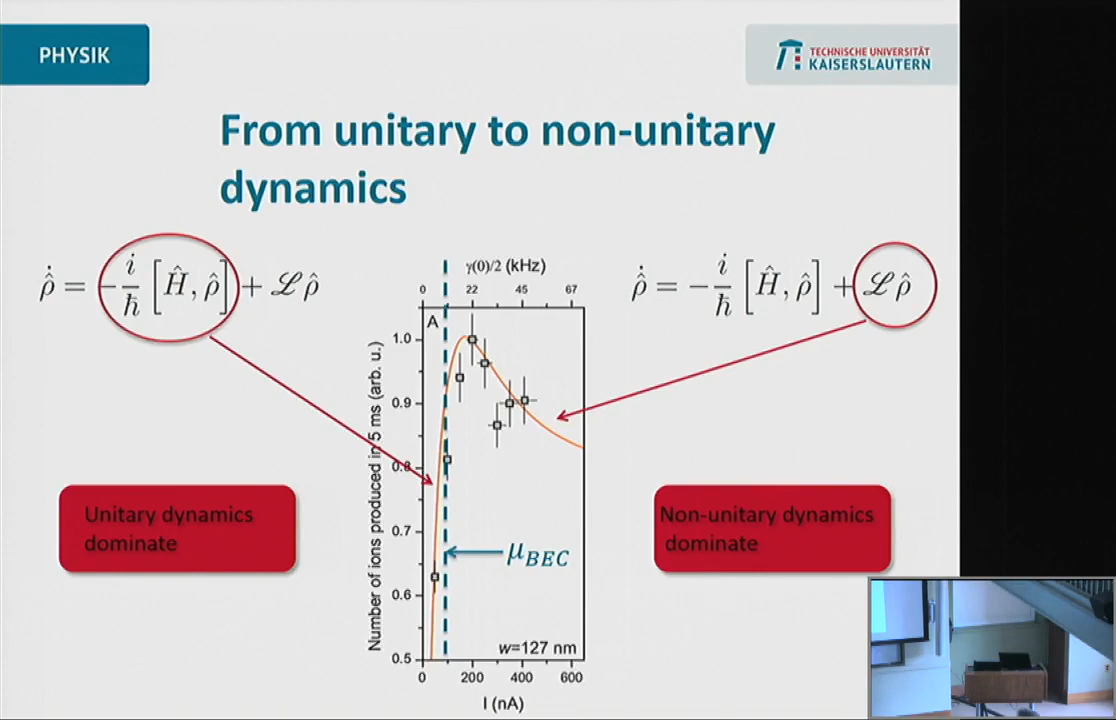 PHYSIK
TECHNISCHE UNIVERSITÄT
KAISERSLAUTERN
From unitary to non-unitary
dynamics
ρ̂̇ = −i/ħ [Ĥ, ρ̂] + ℒρ̂
ρ̂̇ = −i/ħ [Ĥ, ρ̂] + ℒρ̂
γ(0)/2 (kHz)
0 22 45 67
A
Number of ions produced in 5 ms (arb. u.)
1.0
0.9
0.8
0.7
0.6
0.5
μBEC
w=127 nm
0 200 400 600
I (nA)
Unitary dynamics
dominate
Non-unitary dynamics
dominate